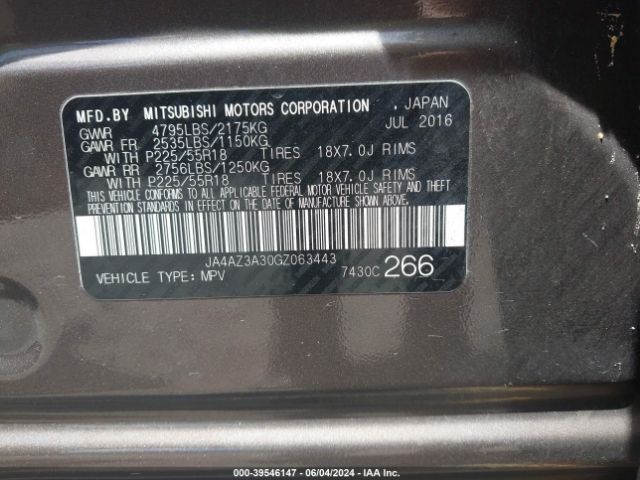 MFD.BY MITSUBISHI MOTORS CORPORATION . JAPAN
GVWR 4795LBS/2175KG JUL 2016
GAWR FR 2535LBS/1150KG
WITH P225/55R18 TIRES 18X7.0J RIMS
GAWR RR 2756LBS/1250KG
WITH P225/55R18 TIRES 18X7.0J RIMS
THIS VEHICLE CONFORMS TO ALL APPLICABLE FEDERAL MOTOR VEHICLE SAFETY AND THEFT
PREVENTION STANDARDS IN EFFECT ON THE DATE OF MANUFACTURE SHOWN ABOVE.
JA4AZ3A30GZ063443
VEHICLE TYPE: MPV 7430C 266
000-39546147 - 06/04/2024 - IAA Inc.